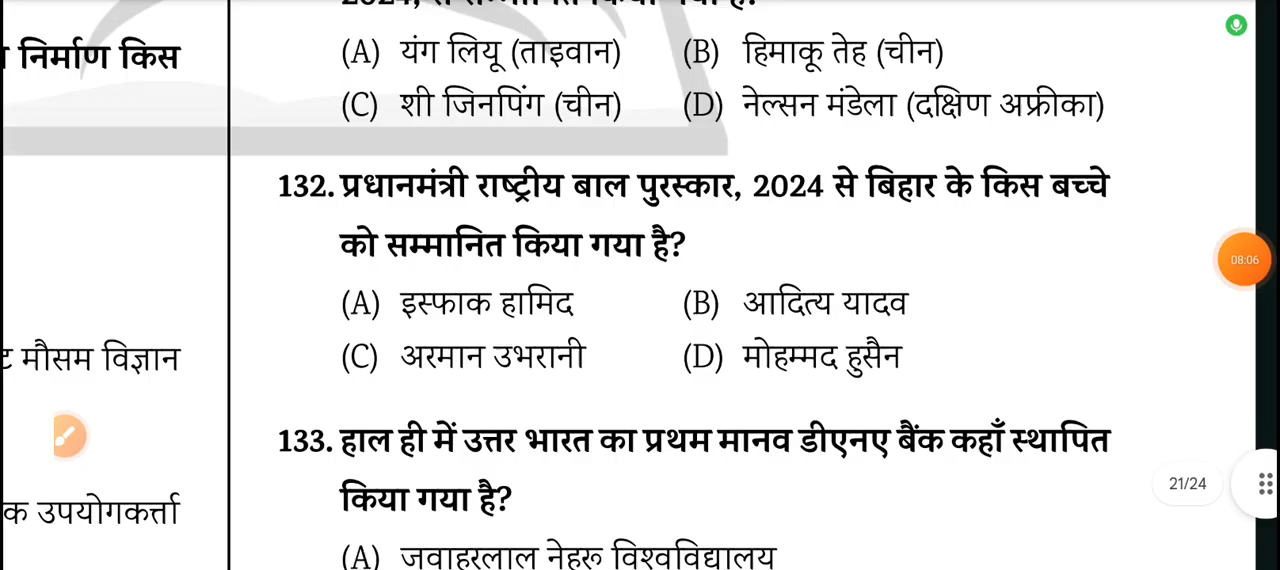 निर्माण किस
ट मौसम विज्ञान
क उपयोगकर्त्ता
(A) यंग लियू (ताइवान) (B) हिमाकू तेह (चीन)
(C) शी जिनपिंग (चीन) (D) नेल्सन मंडेला (दक्षिण अफ्रीका)
132. प्रधानमंत्री राष्ट्रीय बाल पुरस्कार, 2024 से बिहार के किस बच्चे
को सम्मानित किया गया है?
(A) इस्फाक हामिद (B) आदित्य यादव
(C) अरमान उभरानी (D) मोहम्मद हुसैन
133. हाल ही में उत्तर भारत का प्रथम मानव डीएनए बैंक कहाँ स्थापित
किया गया है?
(A) जवाहरलाल नेहरू विश्वविद्यालय
08:06
21/24